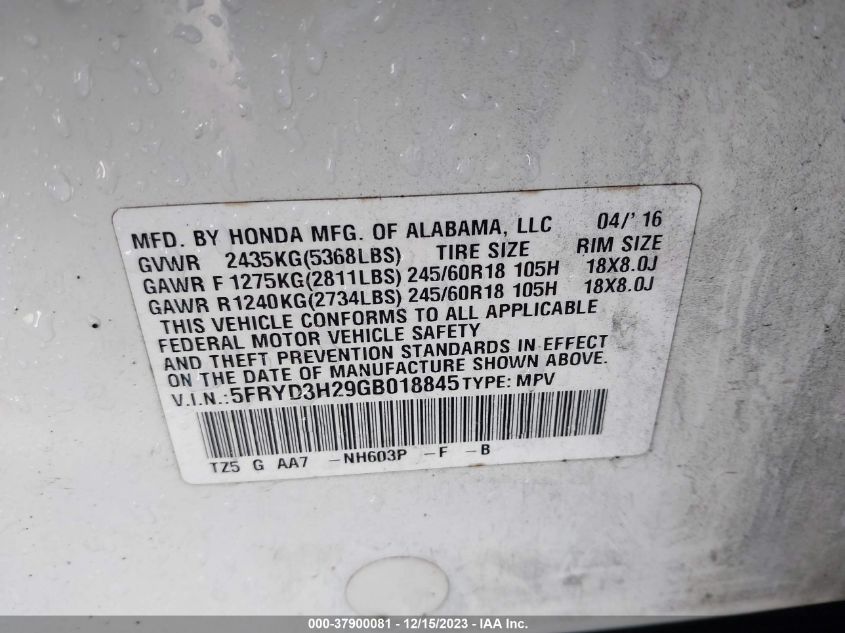 MFD. BY HONDA MFG. OF ALABAMA, LLC 04/'16
GVWR 2435KG(5368LBS) TIRE SIZE RIM SIZE
GAWR F 1275KG(2811LBS) 245/60R18 105H 18X8.0J
GAWR R1240KG(2734LBS) 245/60R18 105H 18X8.0J
THIS VEHICLE CONFORMS TO ALL APPLICABLE
FEDERAL MOTOR VEHICLE SAFETY
AND THEFT PREVENTION STANDARDS IN EFFECT
ON THE DATE OF MANUFACTURE SHOWN ABOVE.
V.I.N.:5FRYD3H29GB018845 TYPE: MPV
TZ5 G AA7 -NH603P -F -B
000-37900081 - 12/15/2023 - IAA Inc.